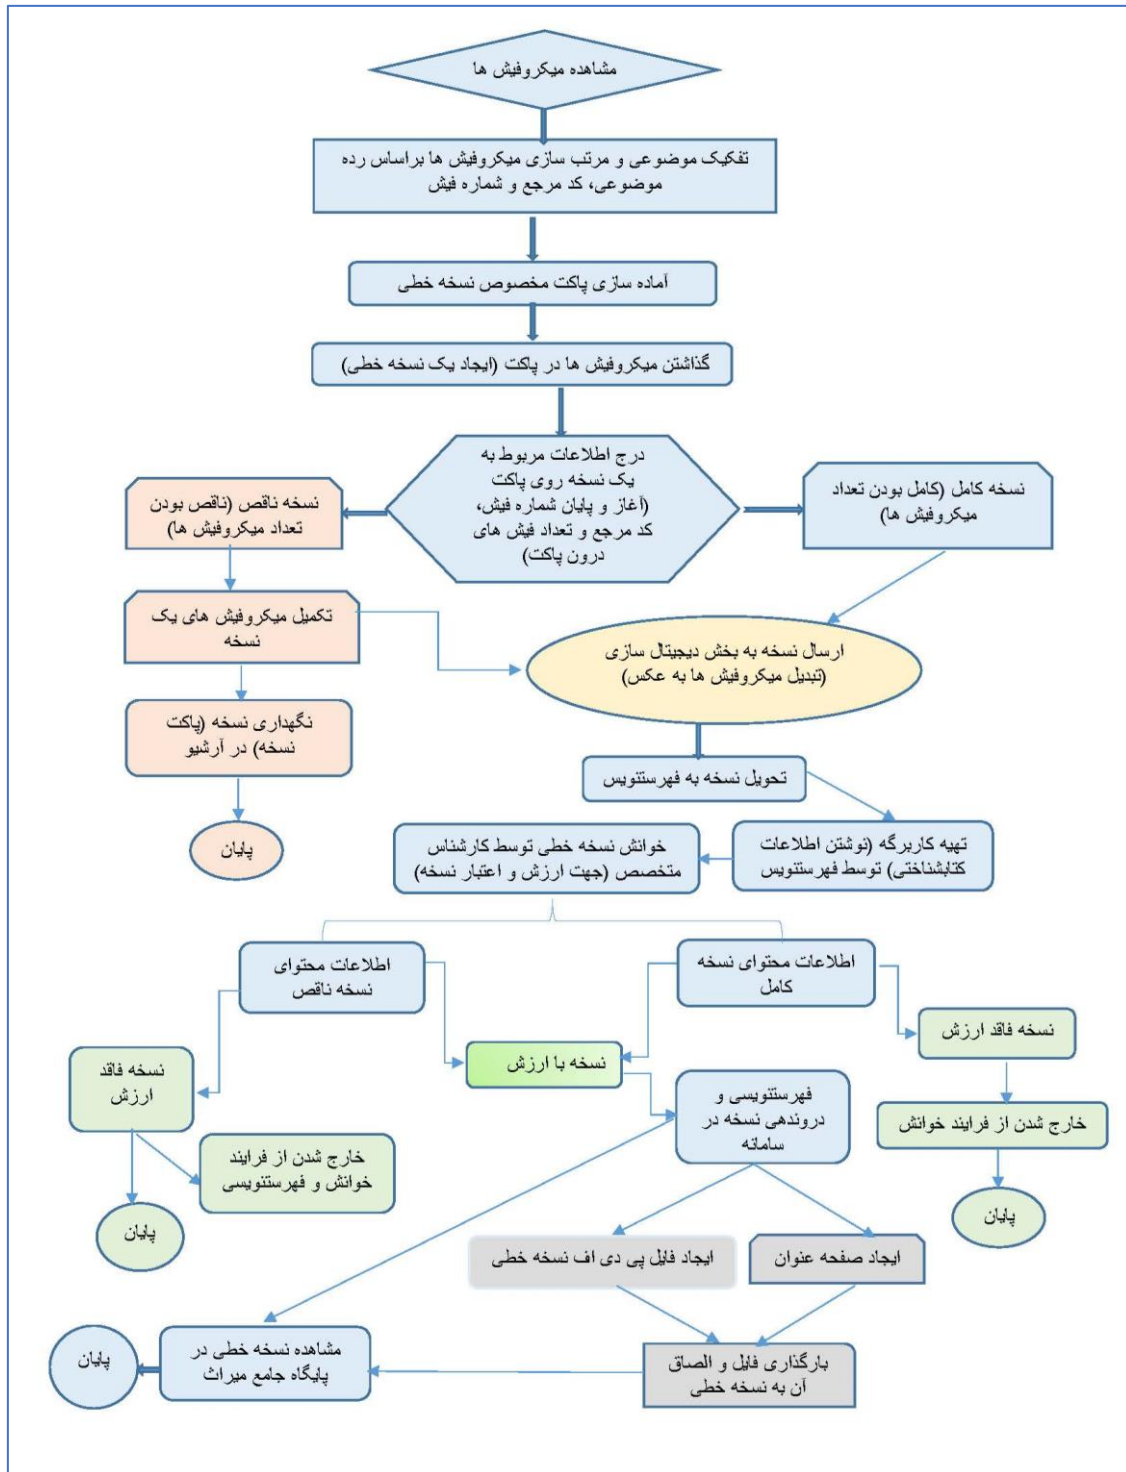 مشاهده میکروفیش ها
تفکیک موضوعی و مرتب سازی میکروفیش ها براساس رده
موضوعی، کد مرجع و شماره فیش
آماده سازی پاکت مخصوص نسخه خطی
گذاشتن میکروفیش ها در پاکت (ایجاد یک نسخه خطی)
درج اطلاعات مربوط به
یک نسخه روی پاکت
(آغاز و پایان شماره فیش،
کد مرجع و تعداد فیش های
درون پاکت)
نسخه کامل (کامل بودن تعداد
میکروفیش ها)
نسخه ناقص (ناقص بودن
تعداد میکروفیش ها)
تکمیل میکروفیش های یک
نسخه
ارسال نسخه به بخش دیجیتال سازی
(تبدیل میکروفیش ها به عکس)
نگهداری نسخه (پاکت
نسخه) در آرشیو
پایان
تحویل نسخه به فهرستنویس
تهیه کاربرگه (نوشتن اطلاعات
کتابشناختی) توسط فهرستنویس
خوانش نسخه خطی توسط کارشناس
متخصص (جهت ارزش و اعتبار نسخه)
اطلاعات محتوای نسخه
کامل
اطلاعات محتوای
نسخه ناقص
نسخه فاقد ارزش
نسخه با ارزش
نسخه فاقد
ارزش
فهرستنویسی و
دروندهی نسخه در
سامانه
خارج شدن از فرایند خوانش
خارج شدن از فرایند
خوانش و فهرستنویسی
پایان
پایان
ایجاد صفحه عنوان
ایجاد فایل پی دی اف نسخه خطی
بارگذاری فایل و الصاق
آن به نسخه خطی
مشاهده نسخه خطی در
پایگاه جامع میراث
پایان